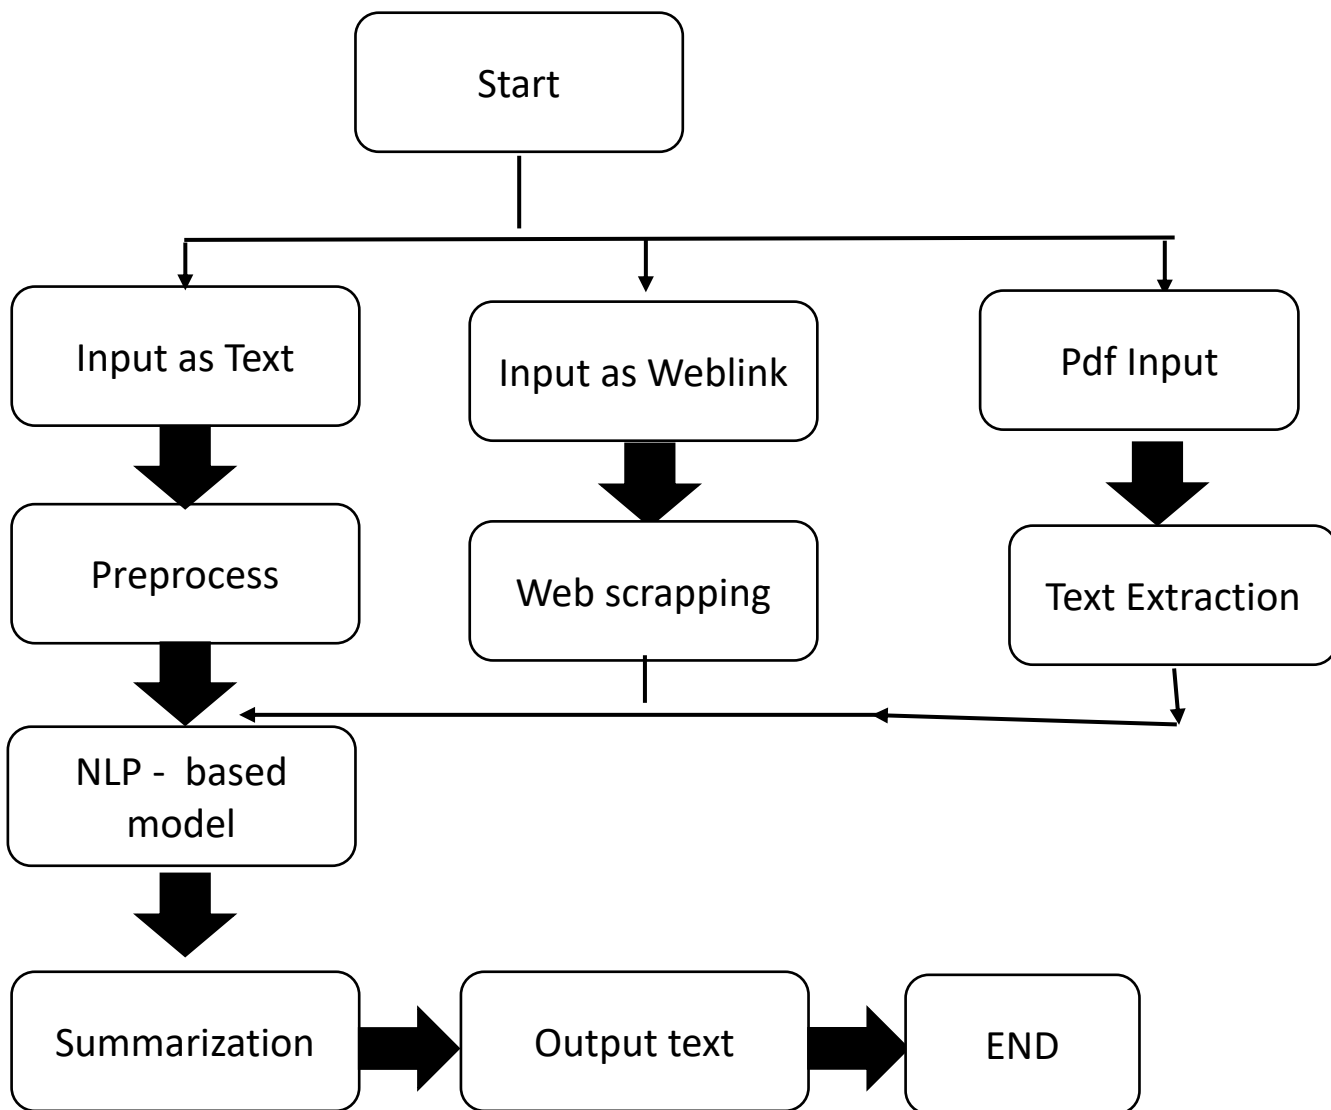 Start
Input as Text
Input as Weblink
Pdf Input
Preprocess
Web scrapping
Text Extraction
NLP - based
model
Summarization
Output text
END